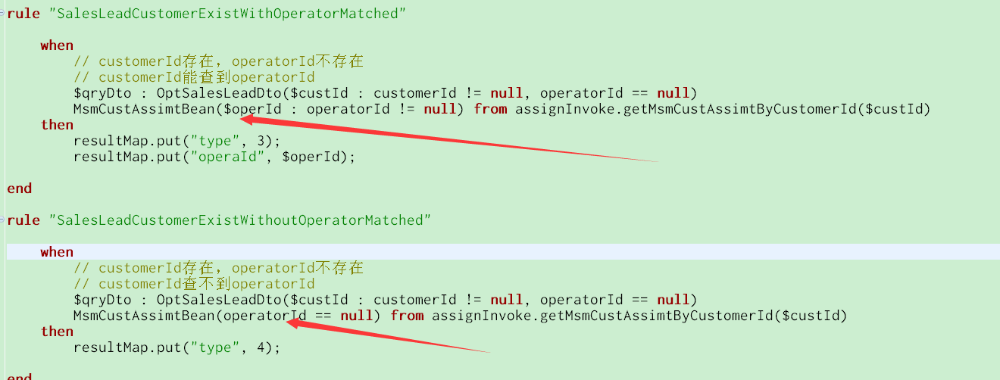 rule "SalesLeadCustomerExistWithOperatorMatched"
when
// customerId存在，operatorId不存在
// customerId能查到operatorId
$qryDto : OptSalesLeadDto($custId : customerId != null, operatorId == null)
MsmCustAssimtBean($operId : operatorId != null) from assignInvoke.getMsmCustAssimtByCustomerId($custId)
then
resultMap.put("type", 3);
resultMap.put("operaId", $operId);
end
rule "SalesLeadCustomerExistWithoutOperatorMatched"
when
// customerId存在，operatorId不存在
// customerId查不到operatorId
$qryDto : OptSalesLeadDto($custId : customerId != null, operatorId == null)
MsmCustAssimtBean(operatorId == null) from assignInvoke.getMsmCustAssimtByCustomerId($custId)
then
resultMap.put("type", 4);
end